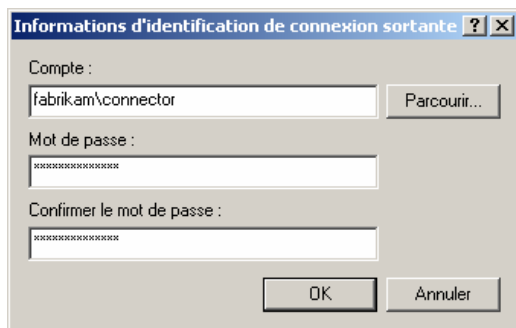 Informations d'identification de connexion sortante ? X
Compte :
fabrikam\connector Parcourir...
Mot de passe :
**************
Confirmer le mot de passe :
**************
OK Annuler